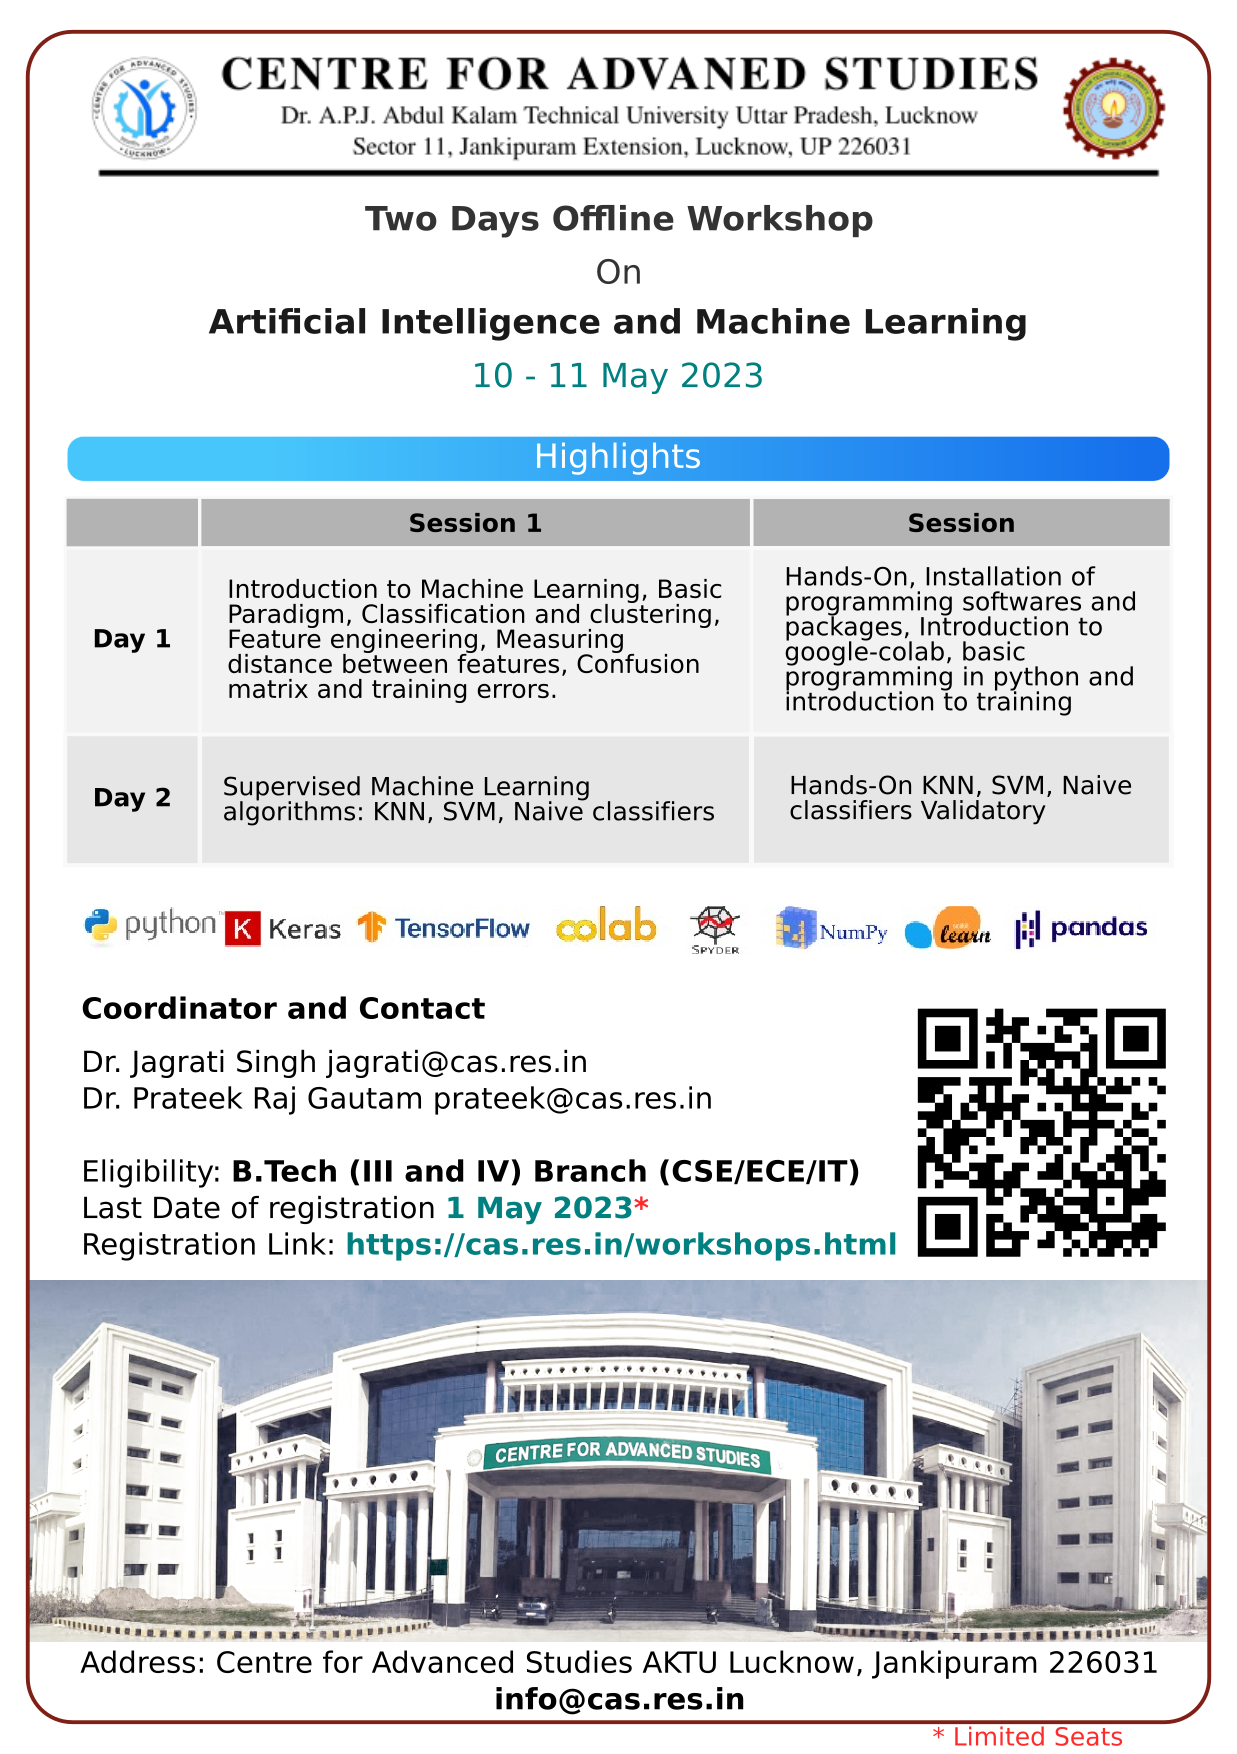 CENTRE FOR ADVANED STUDIES
Dr. A.P.J. Abdul Kalam Technical University Uttar Pradesh, Lucknow
Sector 11, Jankipuram Extension, Lucknow, UP 226031
CENTRE FOR ADVANCED STUDIES
LUCKNOW
Two Days Offline Workshop
On
Artificial Intelligence and Machine Learning
10 - 11 May 2023
Highlights
Session 1
Session
Day 1
Introduction to Machine Learning, Basic
Paradigm, Classification and clustering,
Feature engineering, Measuring
distance between features, Confusion
matrix and training errors.
Hands-On, Installation of
programming softwares and
packages, Introduction to
google-colab, basic
programming in python and
introduction to training
Day 2
Supervised Machine Learning
algorithms: KNN, SVM, Naive classifiers
Hands-On KNN, SVM, Naive
classifiers Validatory
python K Keras TensorFlow colab SPYDER NumPy learn pandas
Coordinator and Contact
Dr. Jagrati Singh jagrati@cas.res.in
Dr. Prateek Raj Gautam prateek@cas.res.in
Eligibility: B.Tech (III and IV) Branch (CSE/ECE/IT)
Last Date of registration 1 May 2023*
Registration Link: https://cas.res.in/workshops.html
CENTRE FOR ADVANCED STUDIES
Address: Centre for Advanced Studies AKTU Lucknow, Jankipuram 226031
info@cas.res.in
* Limited Seats